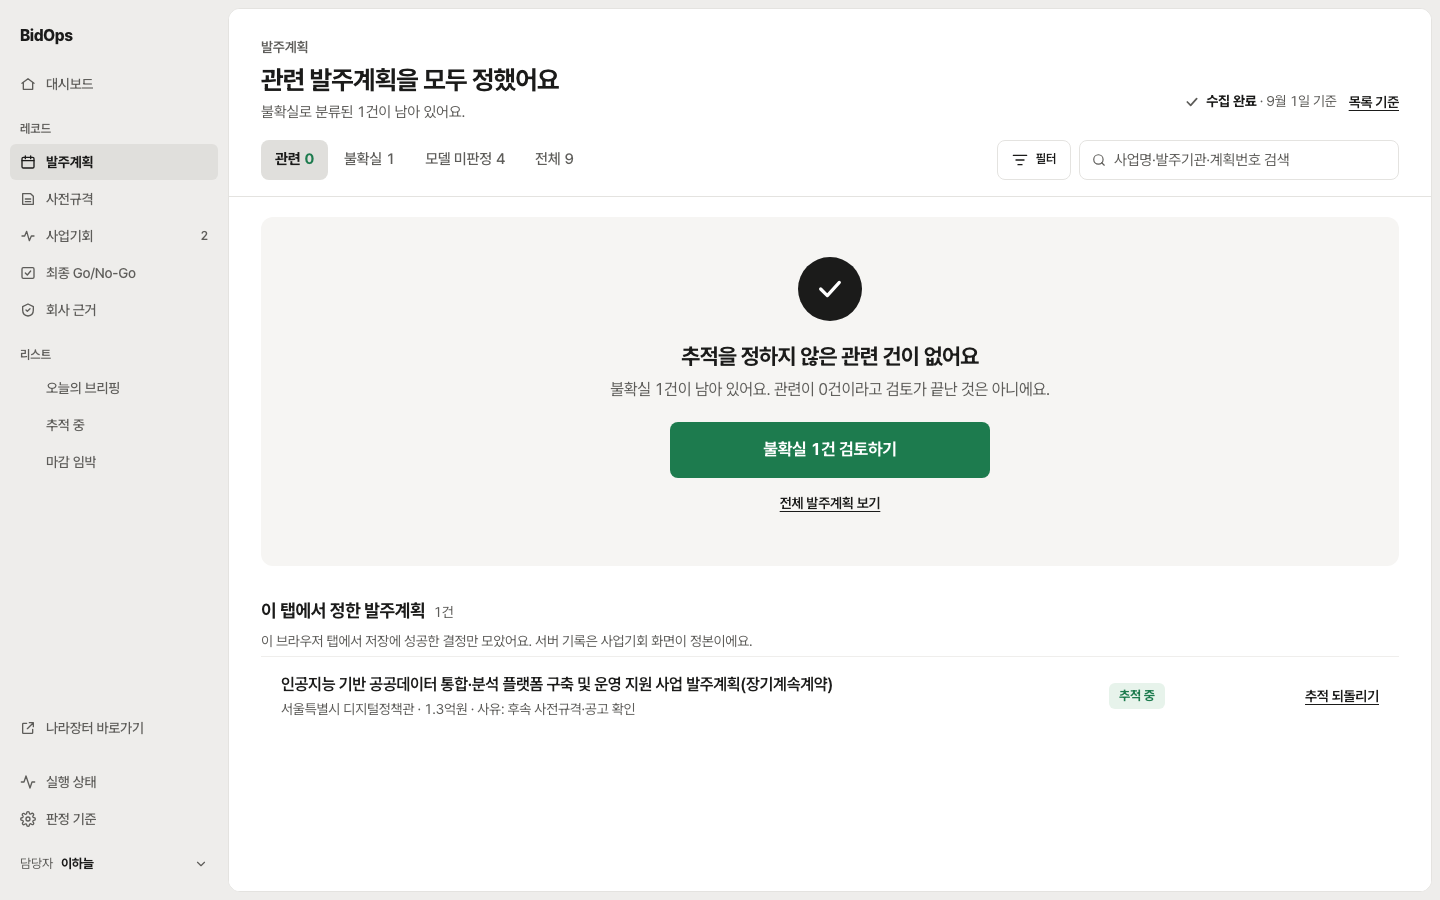 BidOps
대시보드
레코드
발주계획
사전규격
사업기회 2
최종 Go/No-Go
회사 근거
리스트
오늘의 브리핑
추적 중
마감 임박
나라장터 바로가기
실행 상태
판정 기준
담당자 이하늘
발주계획
관련 발주계획을 모두 정했어요
불확실로 분류된 1건이 남아 있어요.
수집 완료 · 9월 1일 기준 목록 기준
관련 0 불확실 1 모델 미판정 4 전체 9
필터 사업명·발주기관·계획번호 검색
추적을 정하지 않은 관련 건이 없어요
불확실 1건이 남아 있어요. 관련이 0건이라고 검토가 끝난 것은 아니에요.
불확실 1건 검토하기
전체 발주계획 보기
이 탭에서 정한 발주계획 1건
이 브라우저 탭에서 저장에 성공한 결정만 모았어요. 서버 기록은 사업기회 화면이 정본이에요.
인공지능 기반 공공데이터 통합·분석 플랫폼 구축 및 운영 지원 사업 발주계획(장기계속계약)
서울특별시 디지털정책관 · 1.3억원 · 사유: 후속 사전규격·공고 확인
추적 중
추적 되돌리기